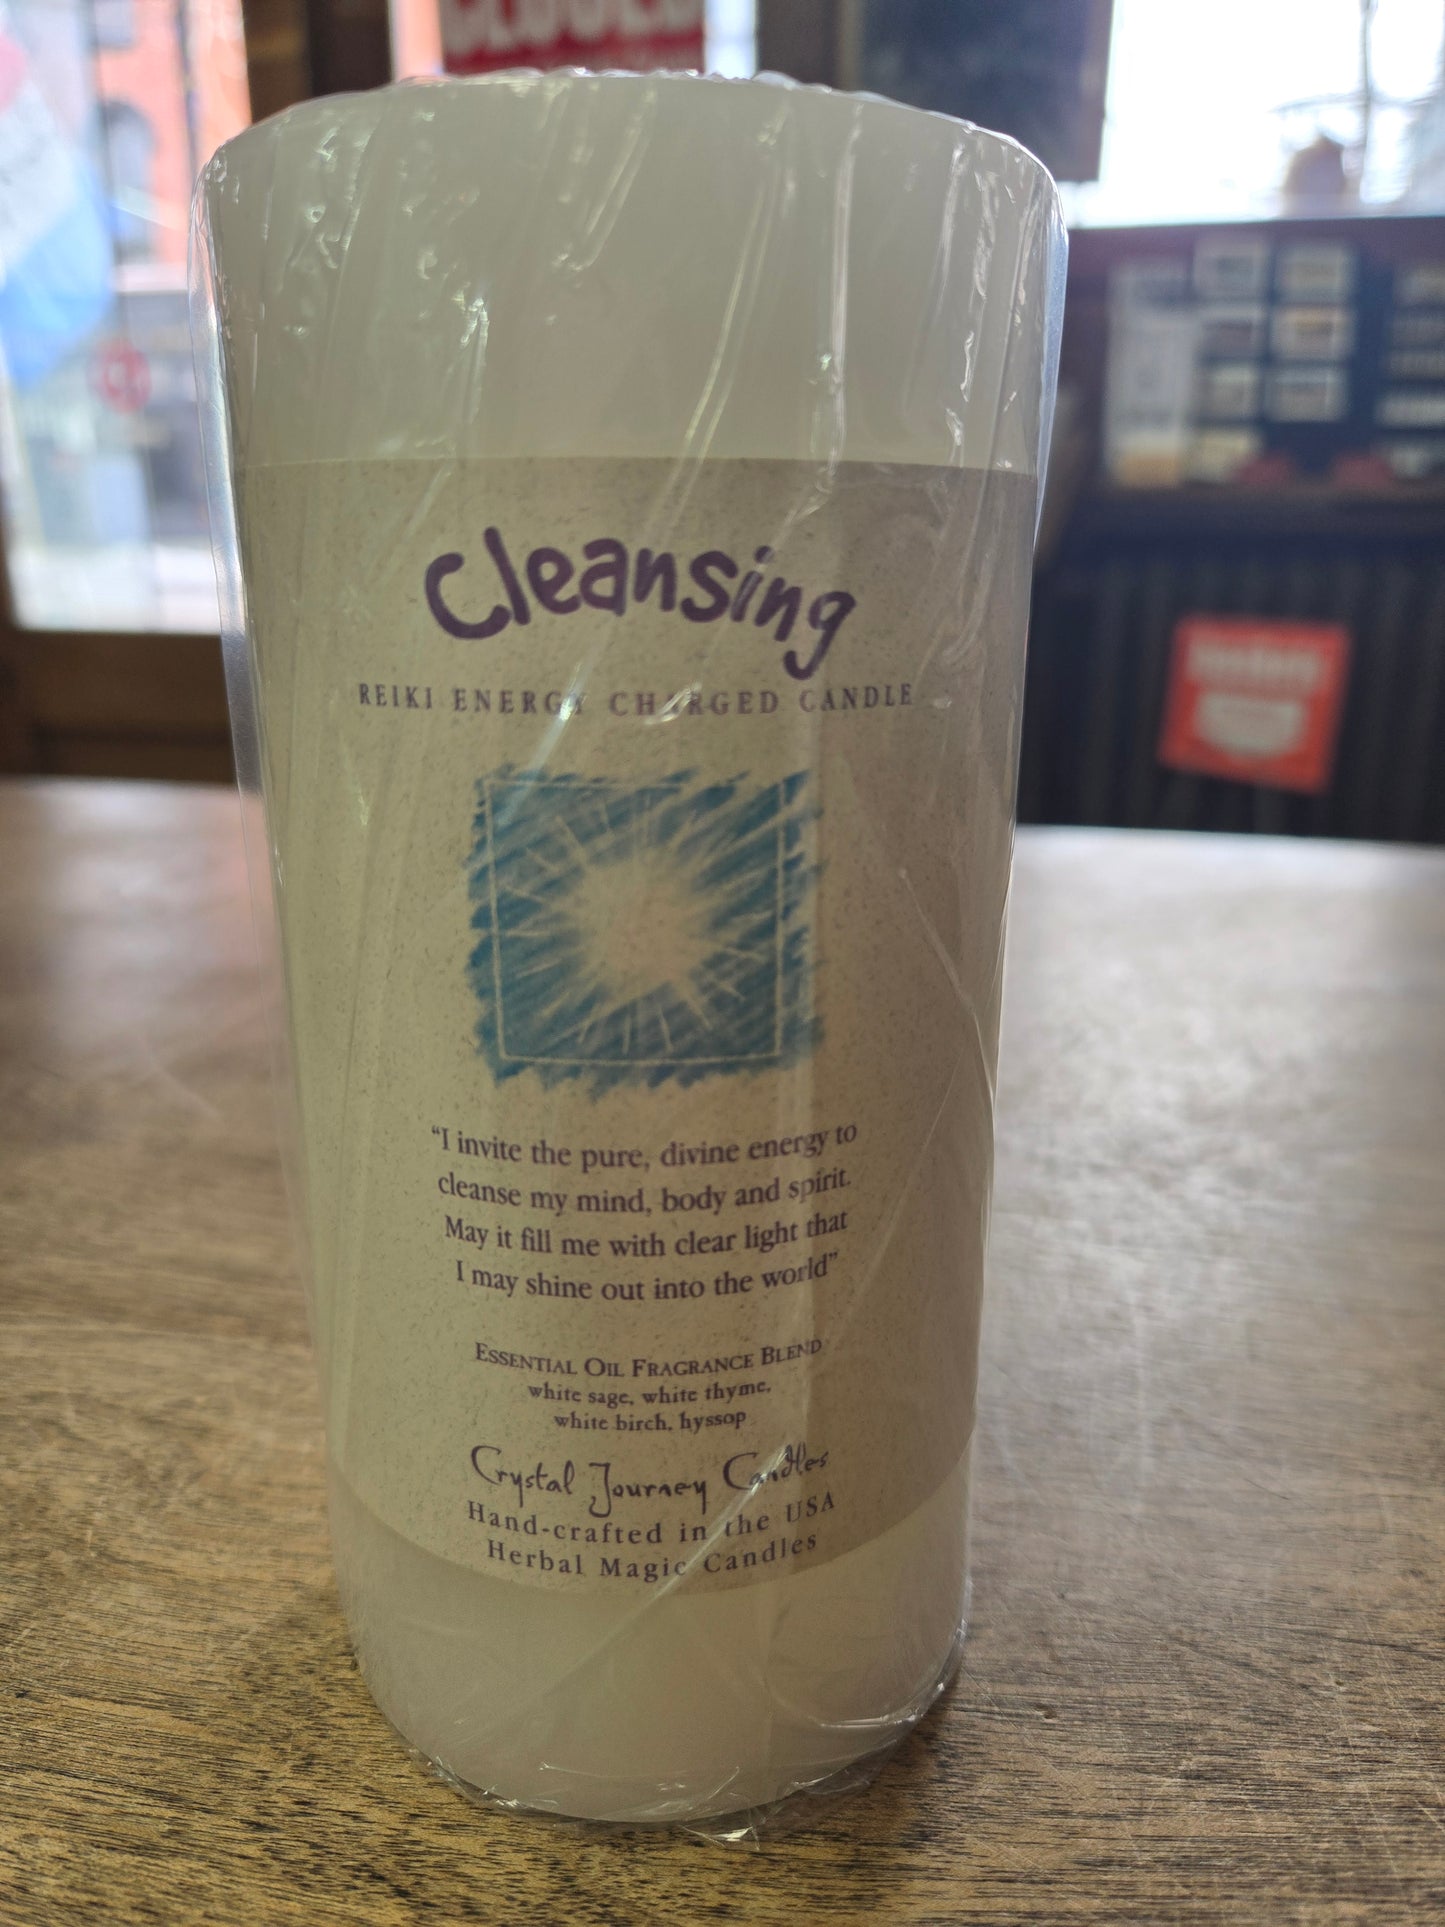 CLOSED
Cleansing
REIKI ENERGY CHARGED CANDLE
“I invite the pure, divine energy to
cleanse my mind, body and spirit.
May it fill me with clear light that
I may shine out into the world”
ESSENTIAL OIL FRAGRANCE BLEND
white sage, white thyme,
white birch, hyssop
Crystal Journey Candles
Hand-crafted in the USA
Herbal Magic Candles